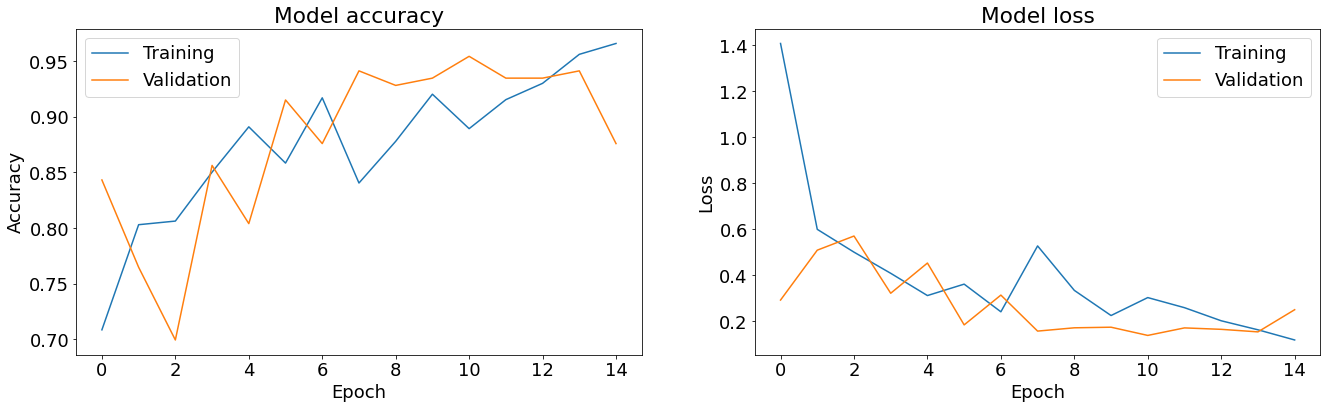 Model accuracy
Training
Validation
0.95
0.90
0.85
0.80
0.75
0.70
Accuracy
0 2 4 6 8 10 12 14
Epoch
Model loss
Training
Validation
1.4
1.2
1.0
0.8
0.6
0.4
0.2
Loss
0 2 4 6 8 10 12 14
Epoch